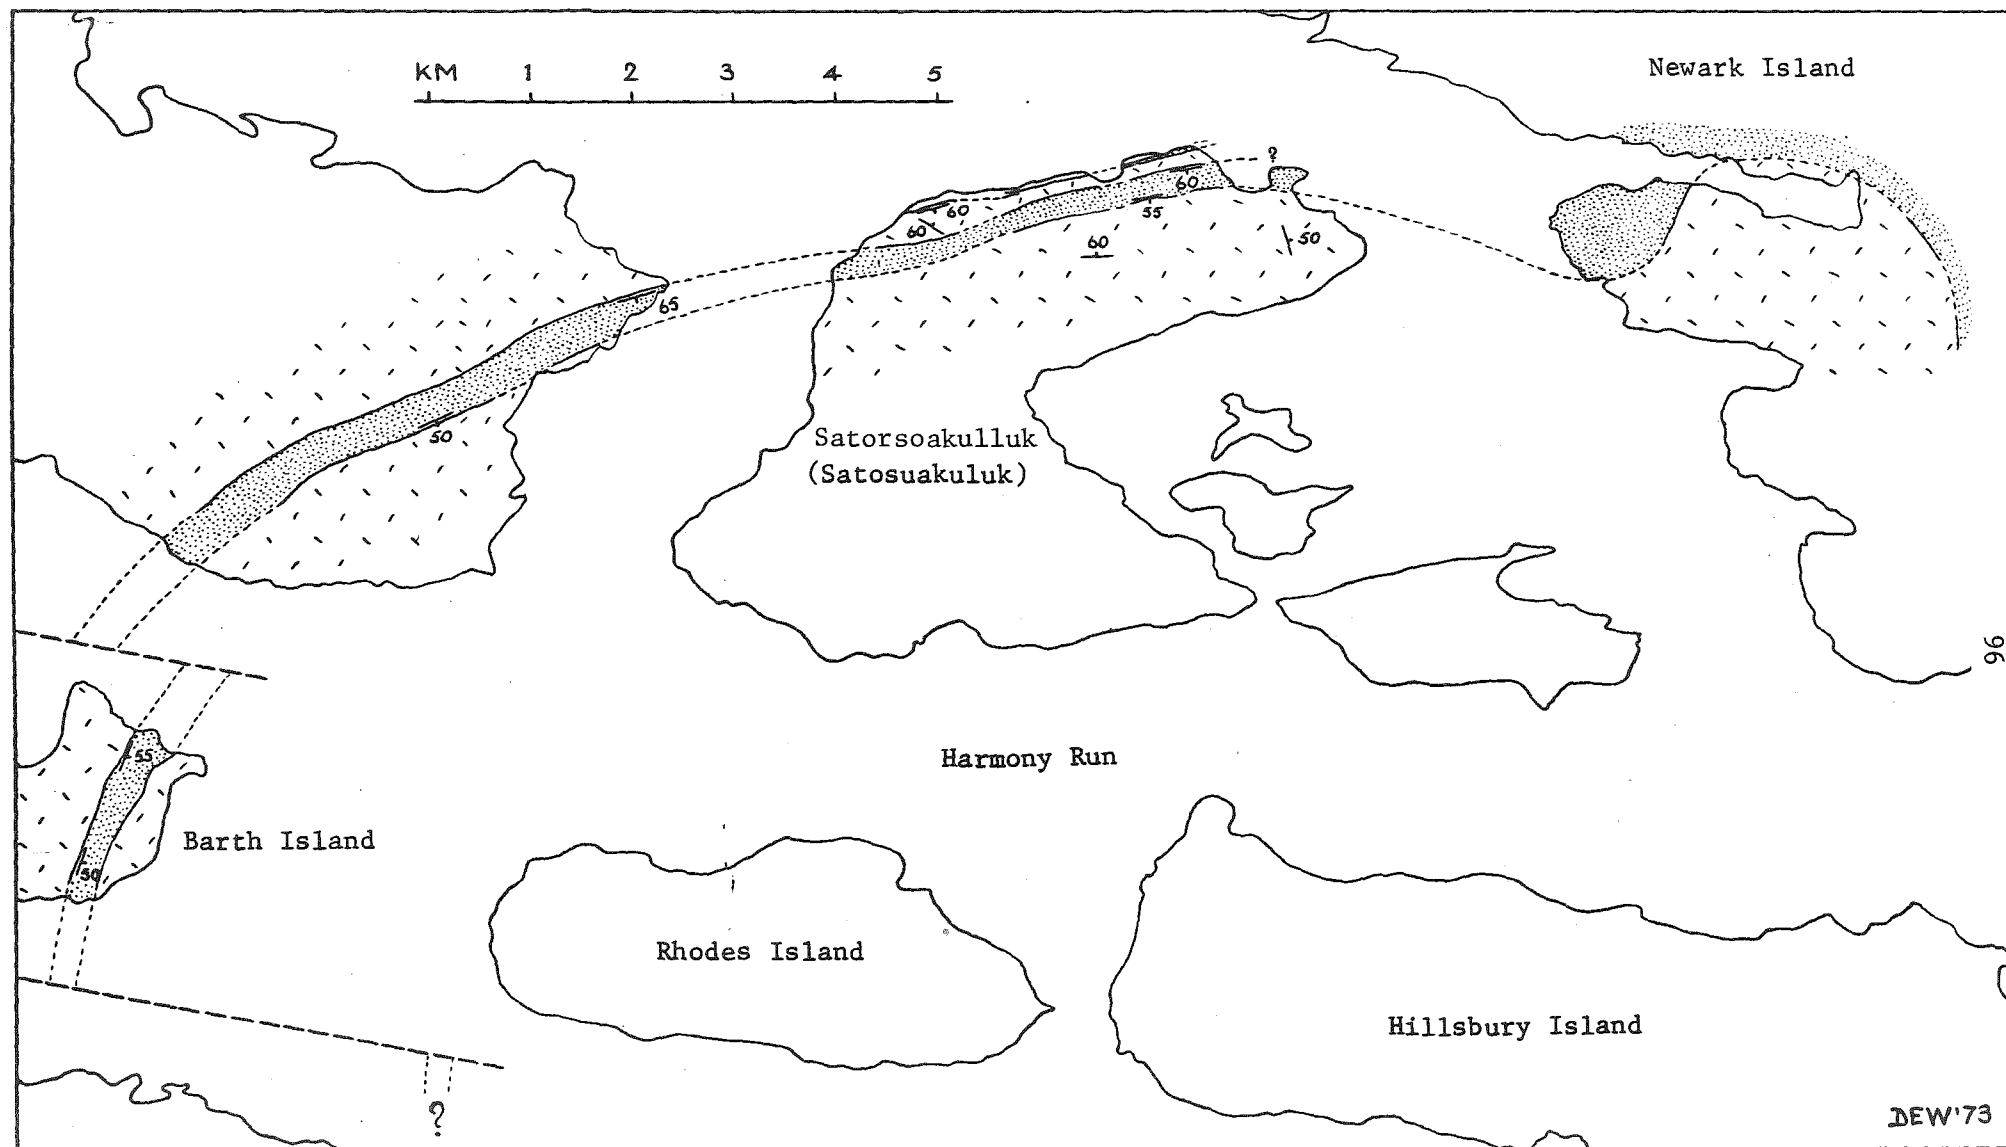 Newark Island
KM 1 2 3 4 5
?
60
60
55
60
60
50
65
50
Satorsoakulluk
(Satosuakuluk)
96
55
Harmony Run
Barth Island
50
Rhodes Island
Hillsbury Island
?
DEW'73